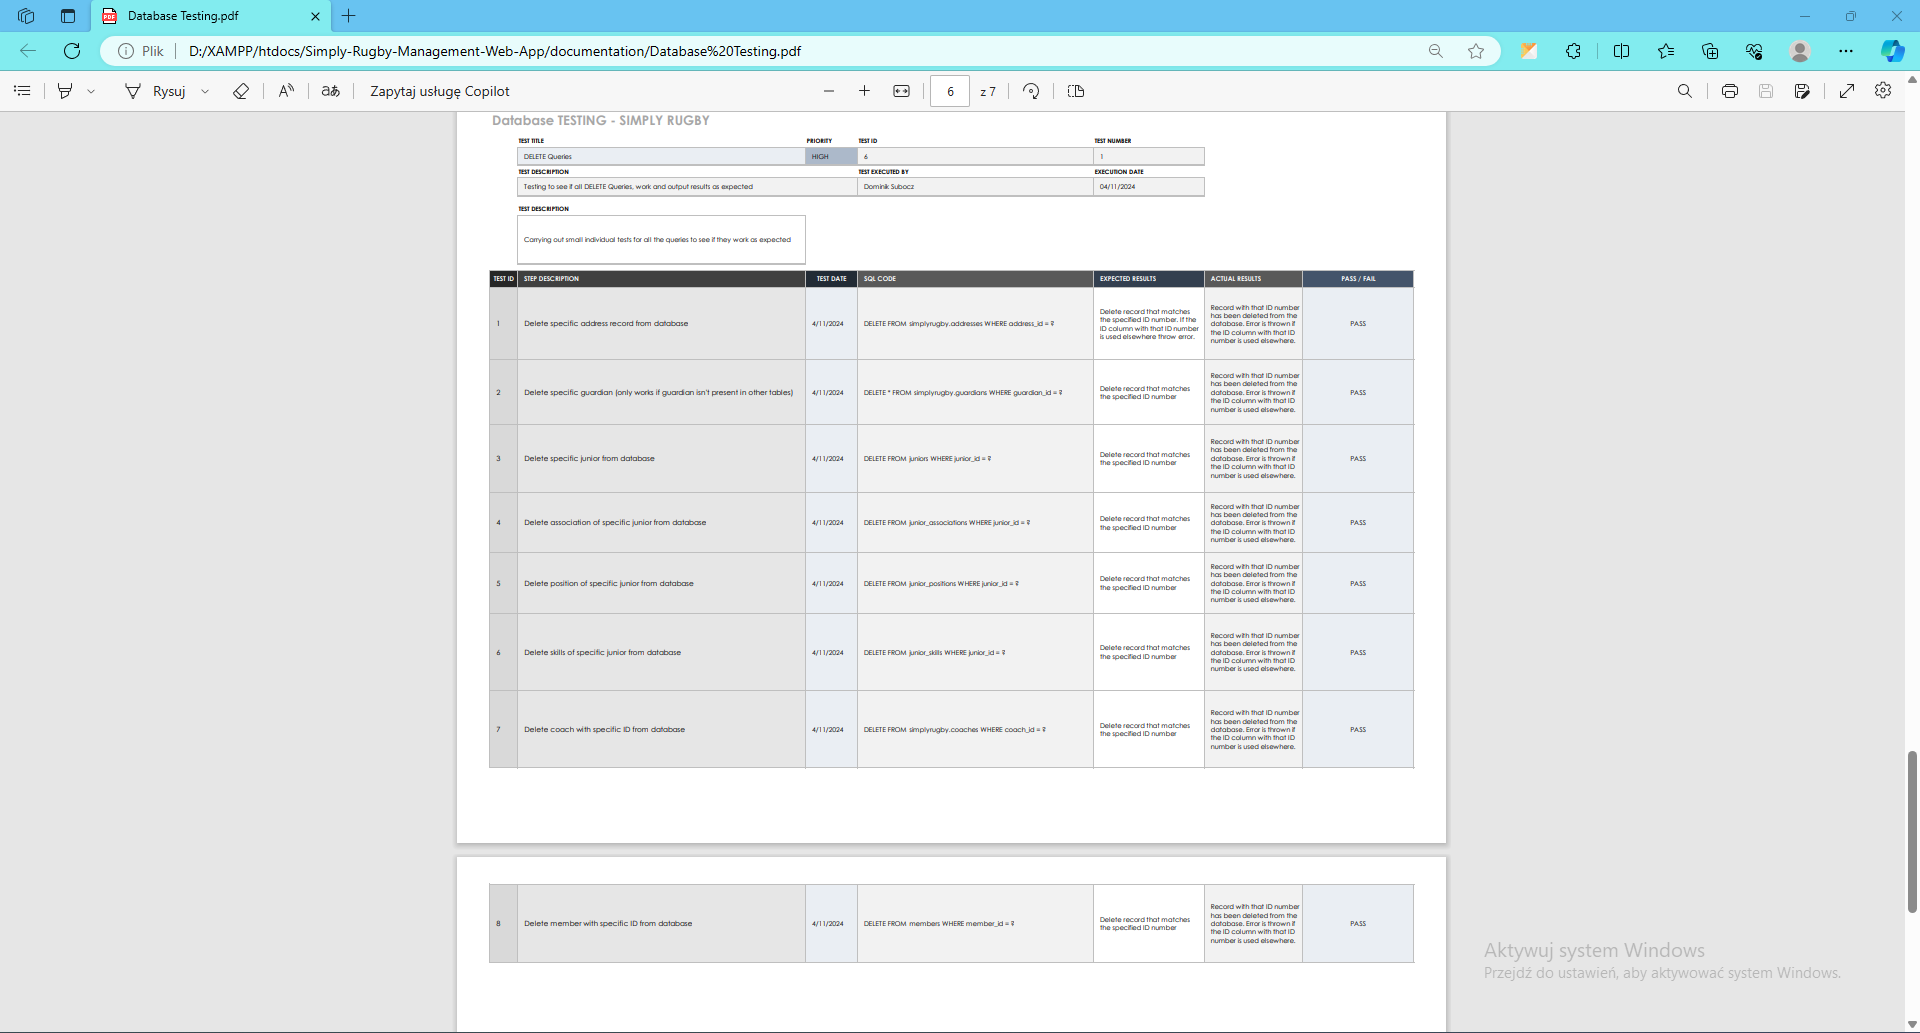 Database Testing.pdf
Plik
D:/XAMPP/htdocs/Simply-Rugby-Management-Web-App/documentation/Database%20Testing.pdf
Rysuj
Zapytaj usługę Copilot
6 z 7
Database TESTING - SIMPLY RUGBY
TEST TITLE PRIORITY TEST ID TEST NUMBER
DELETE Queries HIGH 6 1
TEST DESCRIPTION TEST EXECUTED BY EXECUTION DATE
Testing to see if all DELETE Queries, work and output results as expected Dominik Subocz 04/11/2024
TEST DESCRIPTION
Carrying out small individual tests for all the queries to see if they work as expected
TEST ID STEP DESCRIPTION TEST DATE SQL CODE EXPECTED RESULTS ACTUAL RESULTS PASS / FAIL
1 Delete specific address record from database 4/11/2024 DELETE FROM simplyrugby.addresses WHERE address_id = ?
Delete record that matches
the specified ID number. If the
ID column with that ID number
is used elsewhere throw error.
Record with that ID number
has been deleted from the
database. Error is thrown if
the ID column with that ID
number is used elsewhere.
PASS
2 Delete specific guardian (only works if guardian isn't present in other tables) 4/11/2024 DELETE * FROM simplyrugby.guardians WHERE guardian_id = ?
Delete record that matches
the specified ID number
Record with that ID number
has been deleted from the
database. Error is thrown if
the ID column with that ID
number is used elsewhere.
PASS
3 Delete specific junior from database 4/11/2024 DELETE FROM juniors WHERE junior_id = ?
Delete record that matches
the specified ID number
Record with that ID number
has been deleted from the
database. Error is thrown if
the ID column with that ID
number is used elsewhere.
PASS
4 Delete association of specific junior from database 4/11/2024 DELETE FROM junior_associations WHERE junior_id = ?
Delete record that matches
the specified ID number
Record with that ID number
has been deleted from the
database. Error is thrown if
the ID column with that ID
number is used elsewhere.
PASS
5 Delete position of specific junior from database 4/11/2024 DELETE FROM junior_positions WHERE junior_id = ?
Delete record that matches
the specified ID number
Record with that ID number
has been deleted from the
database. Error is thrown if
the ID column with that ID
number is used elsewhere.
PASS
6 Delete skills of specific junior from database 4/11/2024 DELETE FROM junior_skills WHERE junior_id = ?
Delete record that matches
the specified ID number
Record with that ID number
has been deleted from the
database. Error is thrown if
the ID column with that ID
number is used elsewhere.
PASS
7 Delete coach with specific ID from database 4/11/2024 DELETE FROM simplyrugby.coaches WHERE coach_id = ?
Delete record that matches
the specified ID number
Record with that ID number
has been deleted from the
database. Error is thrown if
the ID column with that ID
number is used elsewhere.
PASS
8 Delete member with specific ID from database 4/11/2024 DELETE FROM members WHERE member_id = ?
Delete record that matches
the specified ID number
Record with that ID number
has been deleted from the
database. Error is thrown if
the ID column with that ID
number is used elsewhere.
PASS
Aktywuj system Windows
Przejdź do ustawień, aby aktywować system Windows.